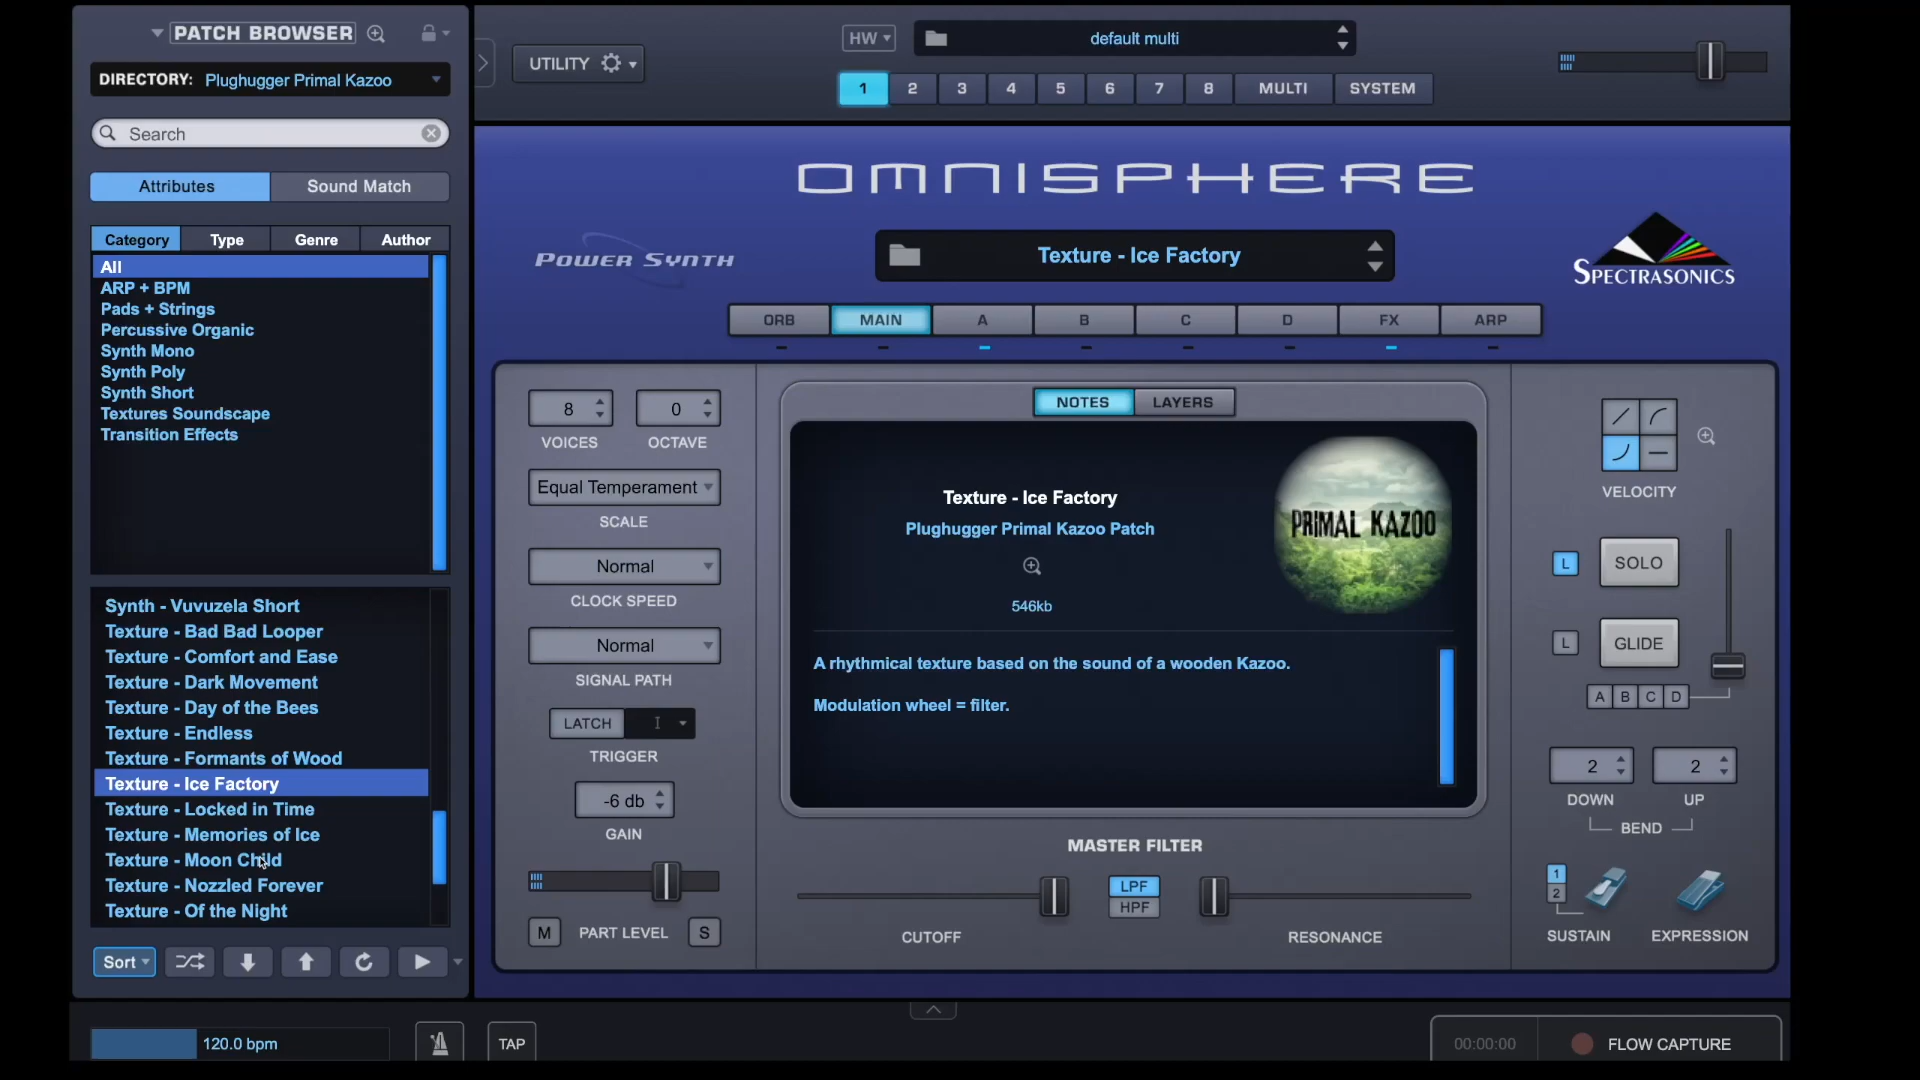 PATCH BROWSER
DIRECTORY: Plughugger Primal Kazoo
Search
Attributes
Sound Match
Category
Type
Genre
Author
All
ARP + BPM
Pads + Strings
Percussive Organic
Synth Mono
Synth Poly
Synth Short
Textures Soundscape
Transition Effects
Synth - Vuvuzela Short
Texture - Bad Bad Looper
Texture - Comfort and Ease
Texture - Dark Movement
Texture - Day of the Bees
Texture - Endless
Texture - Formants of Wood
Texture - Ice Factory
Texture - Locked in Time
Texture - Memories of Ice
Texture - Moon Child
Texture - Nozzled Forever
Texture - Of the Night
Sort
120.0 bpm
TAP
UTILITY
HW
default multi
1 2 3 4 5 6 7 8 MULTI SYSTEM
OMNISPHERE
POWER SYNTH
Texture - Ice Factory
SPECTRASONICS
ORB MAIN A B C D FX ARP
8
VOICES
0
OCTAVE
Equal Temperament
SCALE
Normal
CLOCK SPEED
Normal
SIGNAL PATH
LATCH
TRIGGER
-6 db
GAIN
M PART LEVEL S
NOTES LAYERS
Texture - Ice Factory
Plughugger Primal Kazoo Patch
546kb
PRIMAL KAZOO
A rhythmical texture based on the sound of a wooden Kazoo.
Modulation wheel = filter.
MASTER FILTER
LPF
HPF
CUTOFF
RESONANCE
VELOCITY
L SOLO
L GLIDE
A B C D
2
2
DOWN
UP
BEND
1
2
SUSTAIN
EXPRESSION
00:00:00
FLOW CAPTURE